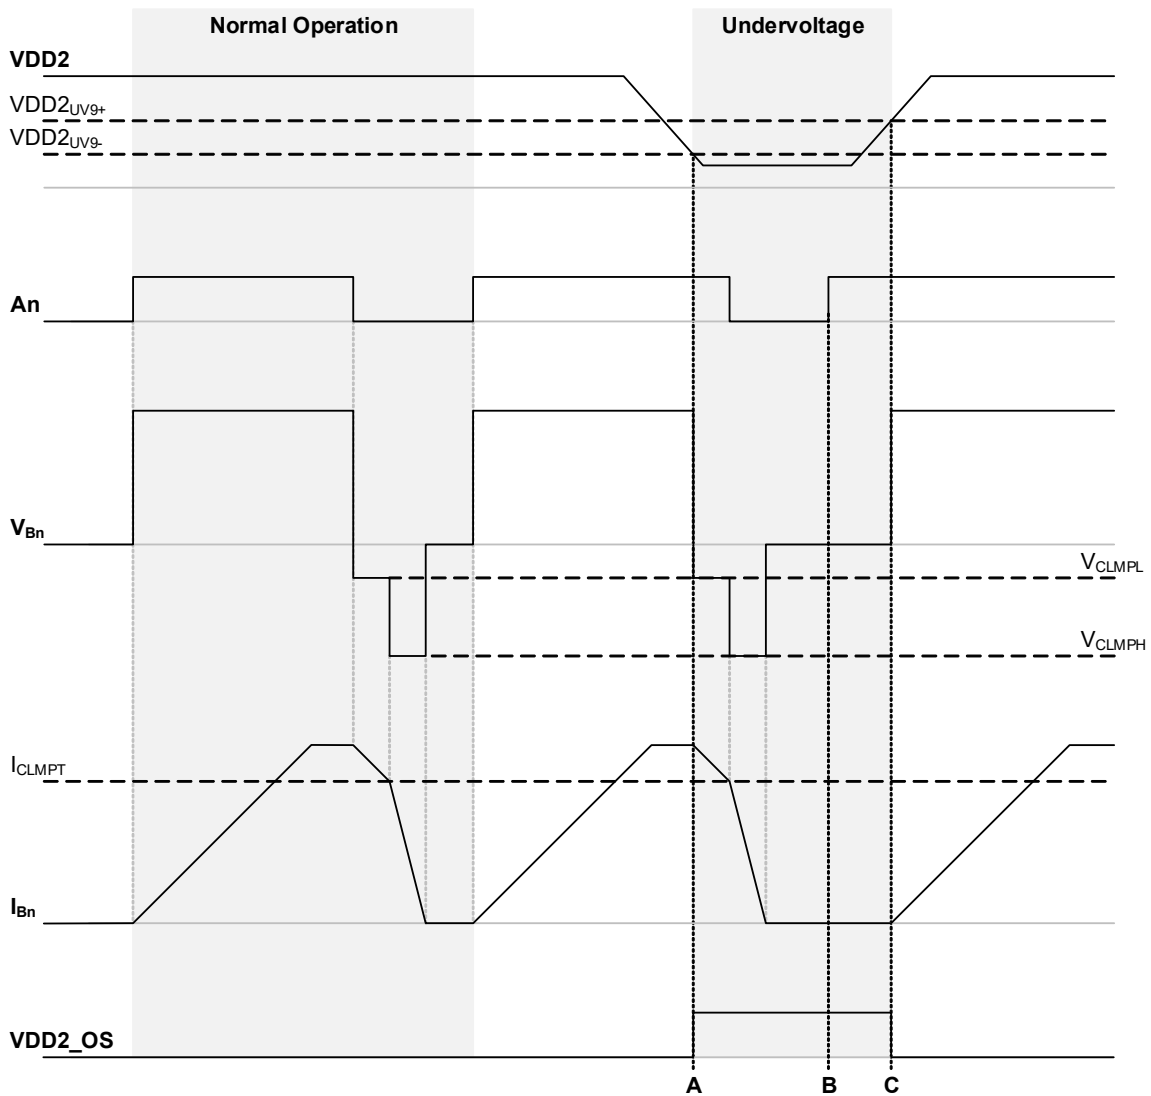 Normal Operation
Undervoltage
VDD2
VDD2UV9+
VDD2UV9-
An
VBn
VCLMPL
VCLMPH
ICLMPT
IBn
VDD2_OS
A
B
C